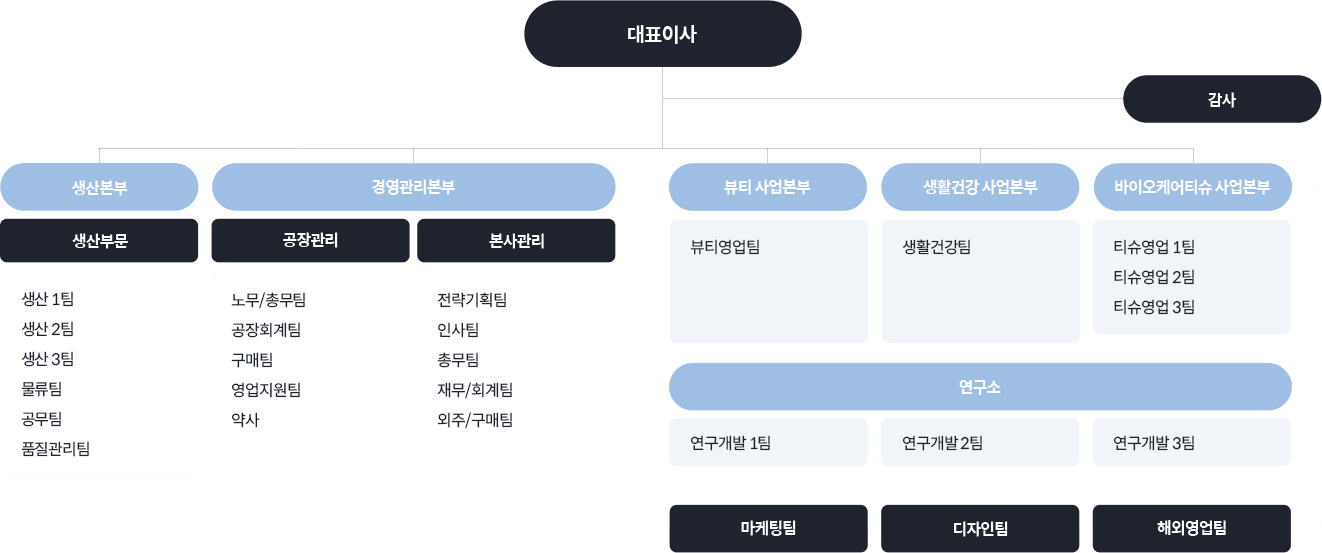 대표이사
감사
생산본부
경영관리본부
뷰티 사업본부
생활건강 사업본부
바이오케어티슈 사업본부
생산부문
공장관리
본사관리
생산 1팀
생산 2팀
생산 3팀
물류팀
공무팀
품질관리팀
노무/총무팀
공장회계팀
구매팀
영업지원팀
약사
전략기획팀
인사팀
총무팀
재무/회계팀
외주/구매팀
뷰티영업팀
생활건강팀
티슈영업 1팀
티슈영업 2팀
티슈영업 3팀
연구소
연구개발 1팀
연구개발 2팀
연구개발 3팀
마케팅팀
디자인팀
해외영업팀